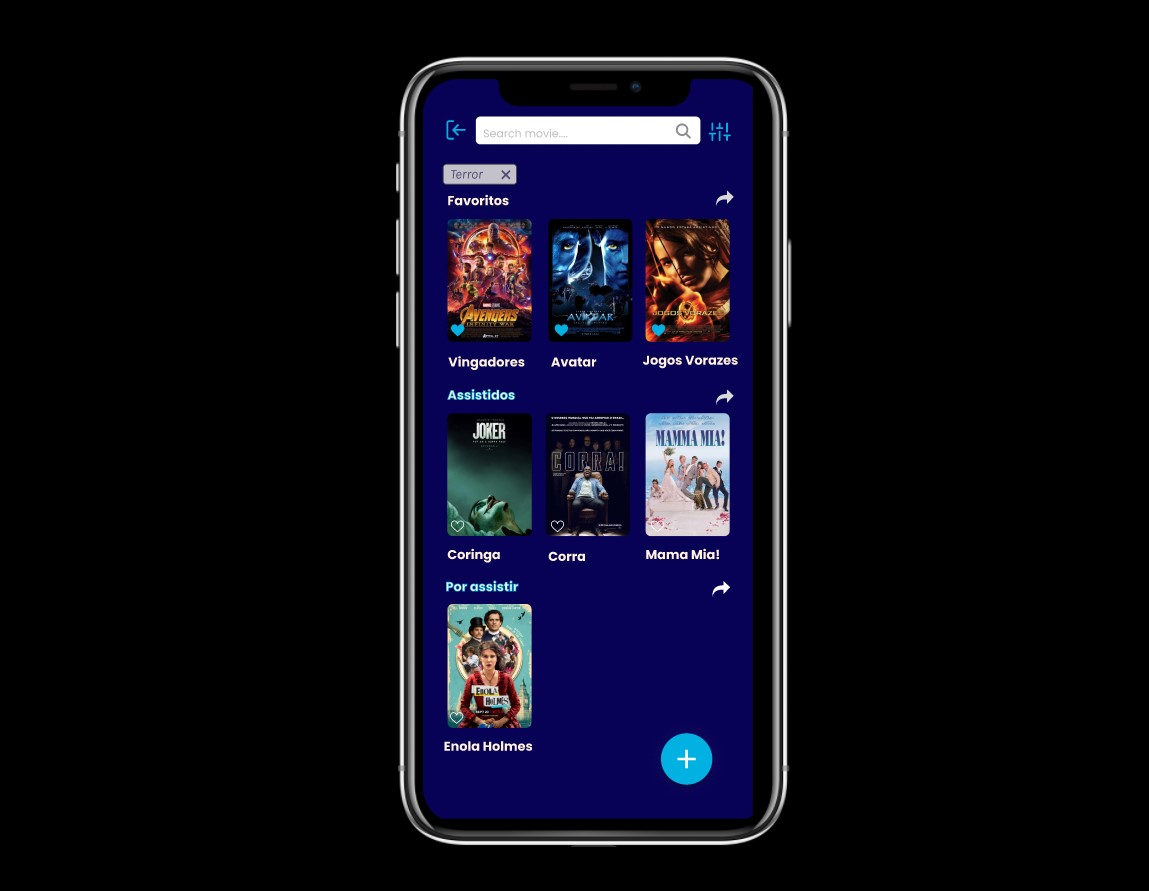 Search movie....
Terror
Favoritos
AVENGERS
INFINITY WAR
AVATAR
JOGOS VORAZES
Vingadores
Avatar
Jogos Vorazes
Assistidos
JOKER
CORRA!
MAMMA MIA!
Coringa
Corra
Mama Mia!
Por assistir
ENOLA
HOLMES
Enola Holmes